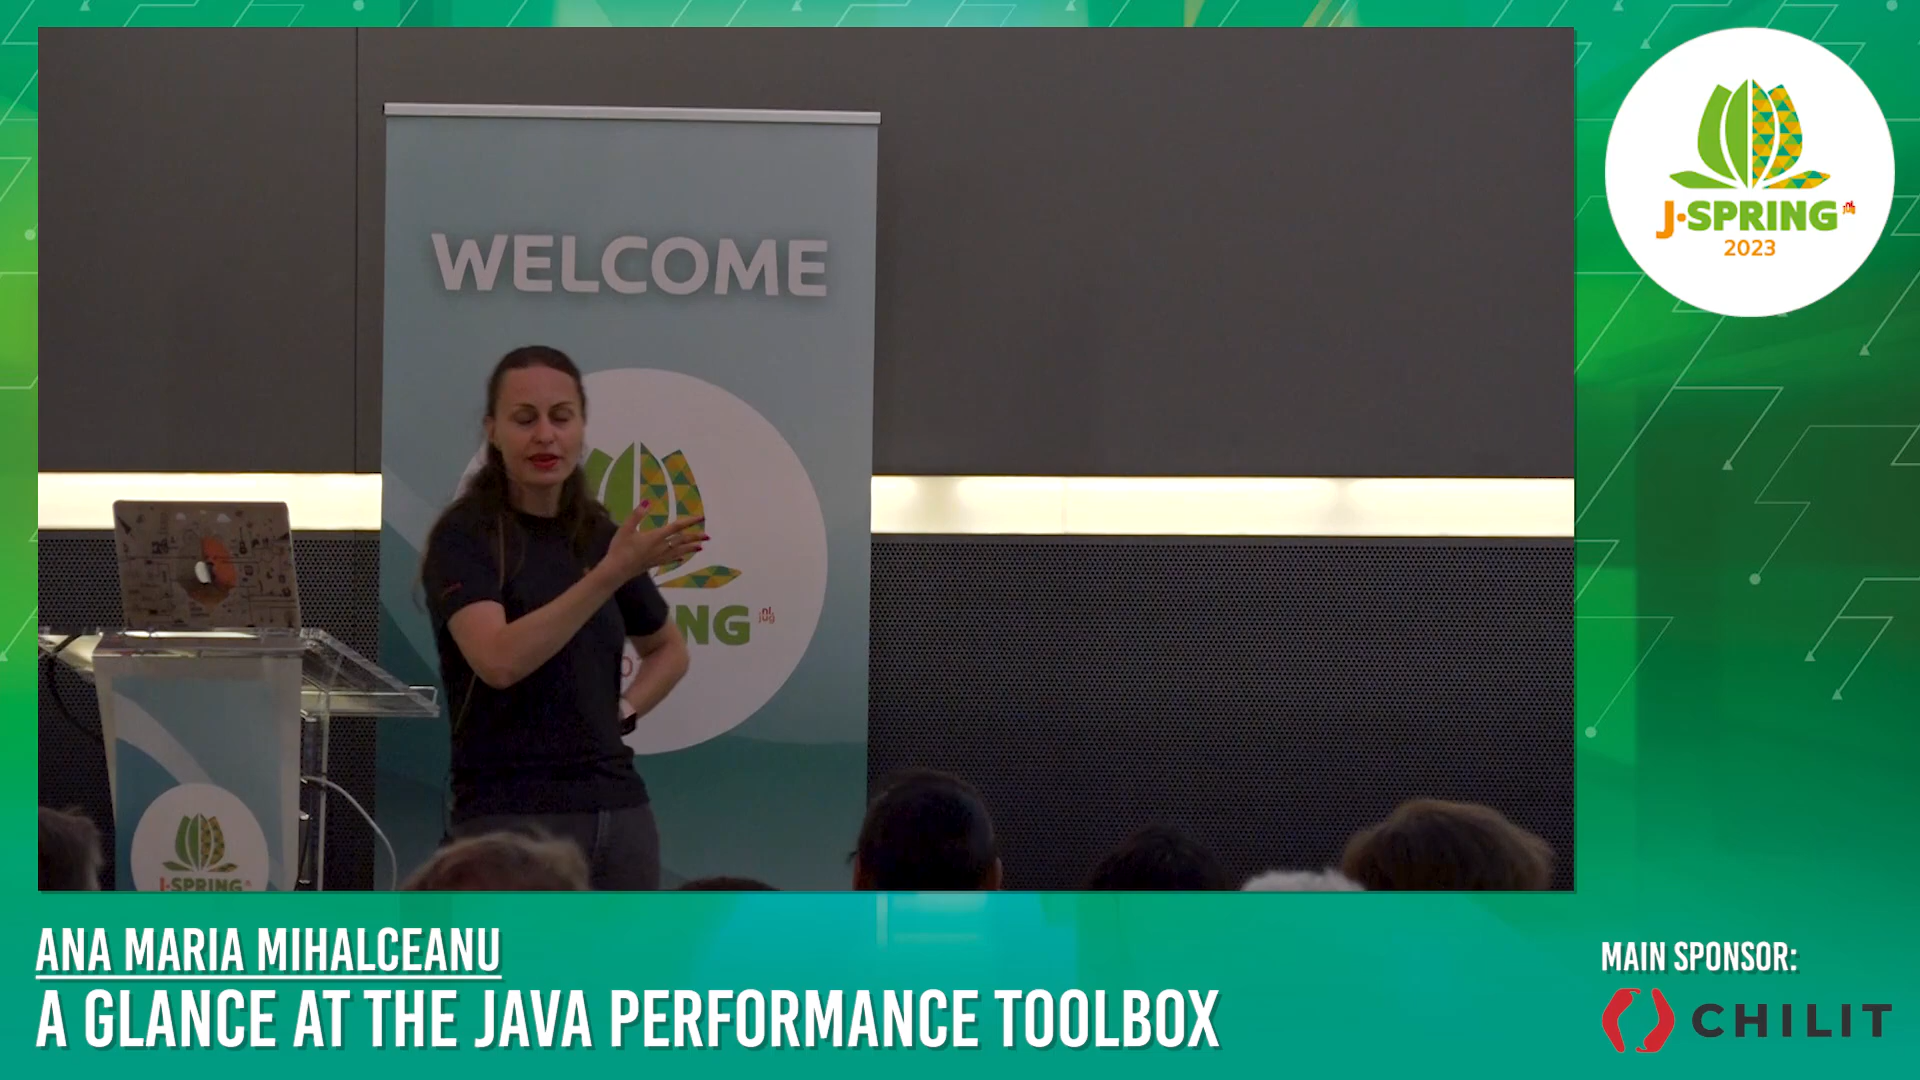 WELCOME
NG
J-SPRING
J·SPRING
2023
ANA MARIA MIHALCEANU
A GLANCE AT THE JAVA PERFORMANCE TOOLBOX
MAIN SPONSOR:
CHILIT